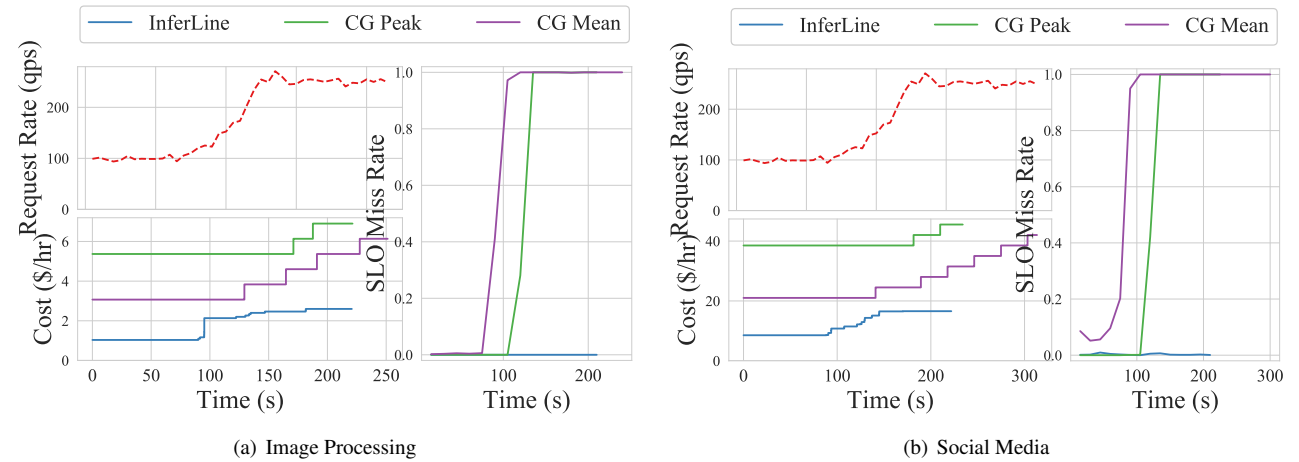 InferLine CG Peak CG Mean
Request Rate (qps)
200
100
0
Cost ($/hr)
6
4
2
0
0 50 100 150 200 250
Time (s)
SLO Miss Rate
1.0
0.8
0.6
0.4
0.2
0.0
100 200
Time (s)
(a) Image Processing
InferLine CG Peak CG Mean
Request Rate (qps)
200
100
0
Cost ($/hr)
40
20
0
0 100 200 300
Time (s)
SLO Miss Rate
1.0
0.8
0.6
0.4
0.2
0.0
100 200 300
Time (s)
(b) Social Media